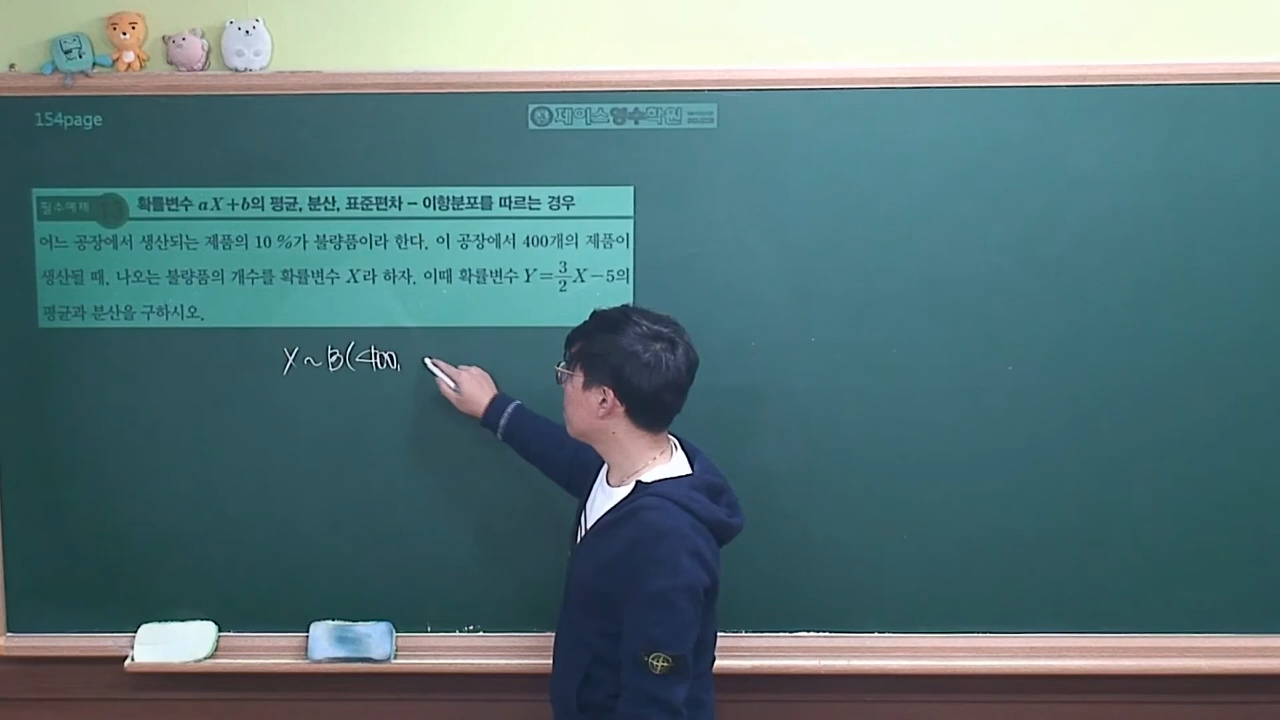 154page
제이스영수학원
필수예제 13 확률변수 aX+b의 평균, 분산, 표준편차 – 이항분포를 따르는 경우
어느 공장에서 생산되는 제품의 10 %가 불량품이라 한다. 이 공장에서 400개의 제품이
생산될 때, 나오는 불량품의 개수를 확률변수 X라 하자. 이때 확률변수 Y=3/2X−5의
평균과 분산을 구하시오.
X ~ B(400,